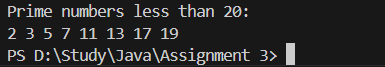 Prime numbers less than 20:
2 3 5 7 11 13 17 19
PS D:\Study\Java\Assignment 3>